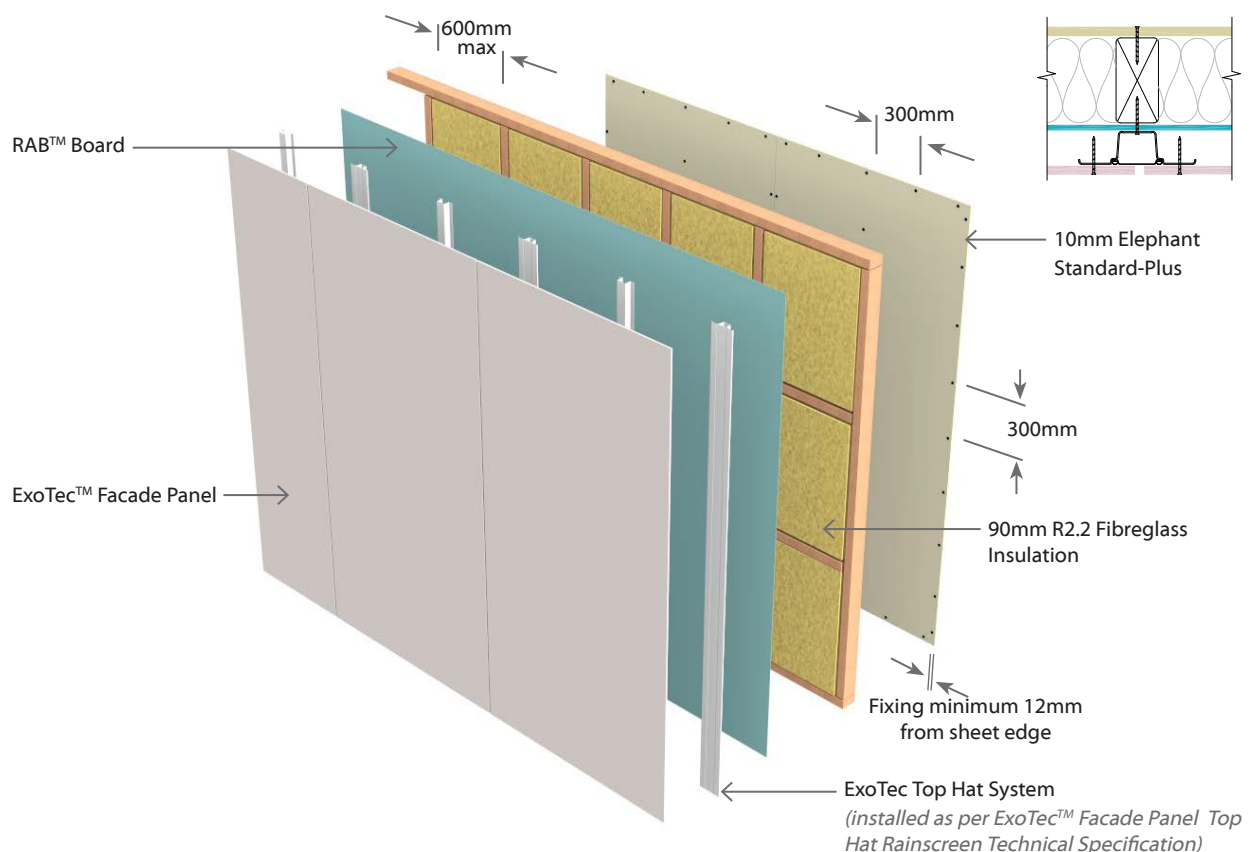 600mm
max
RAB™ Board
300mm
10mm Elephant
Standard-Plus
300mm
ExoTec™ Facade Panel
90mm R2.2 Fibreglass
Insulation
Fixing minimum 12mm
from sheet edge
ExoTec Top Hat System
(installed as per ExoTec™ Facade Panel Top
Hat Rainscreen Technical Specification)